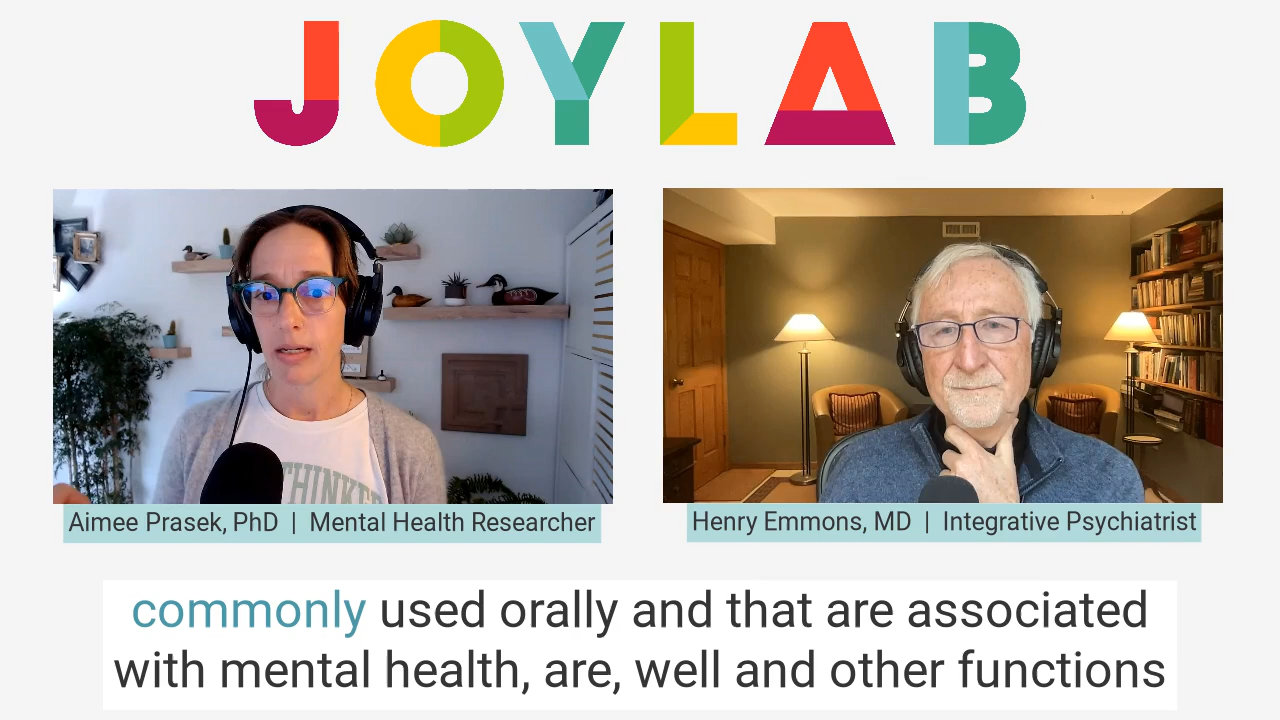 JOYLAB
THINKER
Aimee Prasek, PhD | Mental Health Researcher
Henry Emmons, MD | Integrative Psychiatrist
commonly used orally and that are associated
with mental health, are, well and other functions